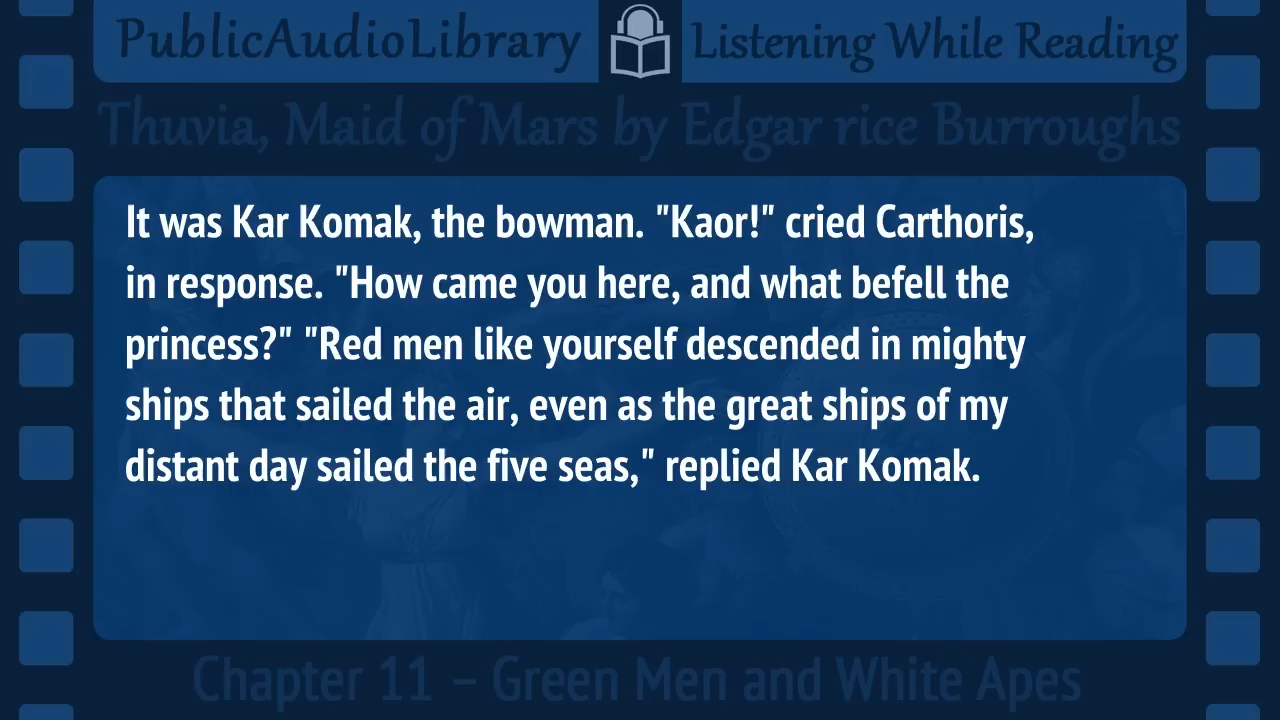 PublicAudioLibrary Listening While Reading
Thuvia, Maid of Mars by Edgar rice Burroughs
It was Kar Komak, the bowman. "Kaor!" cried Carthoris,
in response. "How came you here, and what befell the
princess?" "Red men like yourself descended in mighty
ships that sailed the air, even as the great ships of my
distant day sailed the five seas," replied Kar Komak.
Chapter 11 – Green Men and White Apes